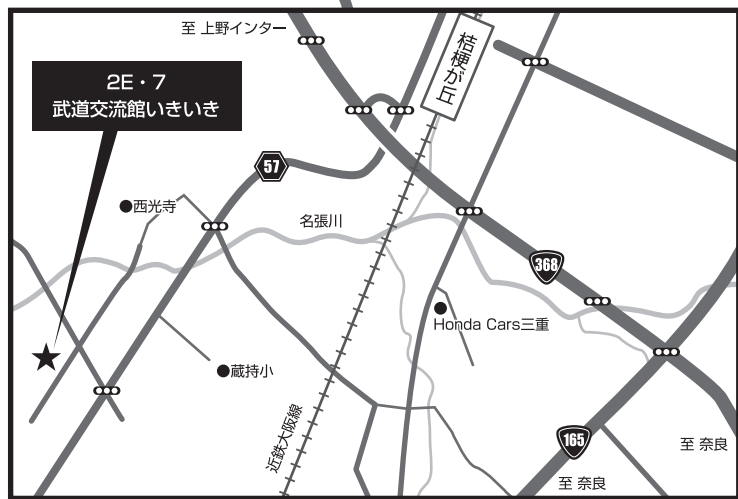 至 上野インター
桔梗が丘
2E・7
武道交流館いきいき
57
●西光寺
名張川
368
Honda Cars三重
●蔵持小
近鉄大阪線
165
至 奈良
至 奈良